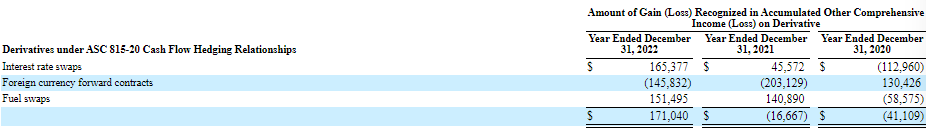 Amount of Gain (Loss) Recognized in Accumulated Other Comprehensive
Income (Loss) on Derivative
Derivatives under ASC 815-20 Cash Flow Hedging Relationships
Year Ended December 31, 2022
Year Ended December 31, 2021
Year Ended December 31, 2020
Interest rate swaps $ 165,377 $ 45,572 $ (112,960)
Foreign currency forward contracts (145,832) (203,129) 130,426
Fuel swaps 151,495 140,890 (58,575)
$ 171,040 $ (16,667) $ (41,109)